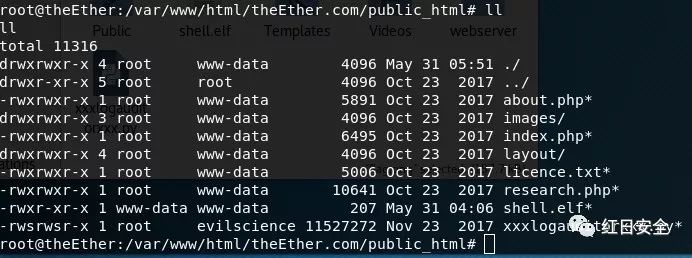 root@theEther:/var/www/html/theEther.com/public_html# ll
ll
total 11316
drwxrwxr-x 4 root www-data 4096 May 31 05:51 ./
drwxr-xr-x 5 root root 4096 Oct 23 2017 ../
-rwxrwxr-x 1 root www-data 5891 Oct 23 2017 about.php*
drwxrwxr-x 3 root www-data 4096 Oct 23 2017 images/
-rwxrwxr-x 1 root www-data 6495 Oct 23 2017 index.php*
drwxrwxr-x 4 root www-data 4096 Oct 23 2017 layout/
-rwxrwxr-x 1 root www-data 5006 Oct 23 2017 licence.txt*
-rwxrwxr-x 1 root www-data 10641 Oct 23 2017 research.php*
-rwxr-xr-x 1 www-data www-data 207 May 31 04:06 shell.elf*
-rwsrwsr-x 1 root evilscience 11527272 Nov 23 2017
root@theEther:/var/www/html/theEther.com/public_html#
Public shell.elf Templates Videos webserver
红日安全